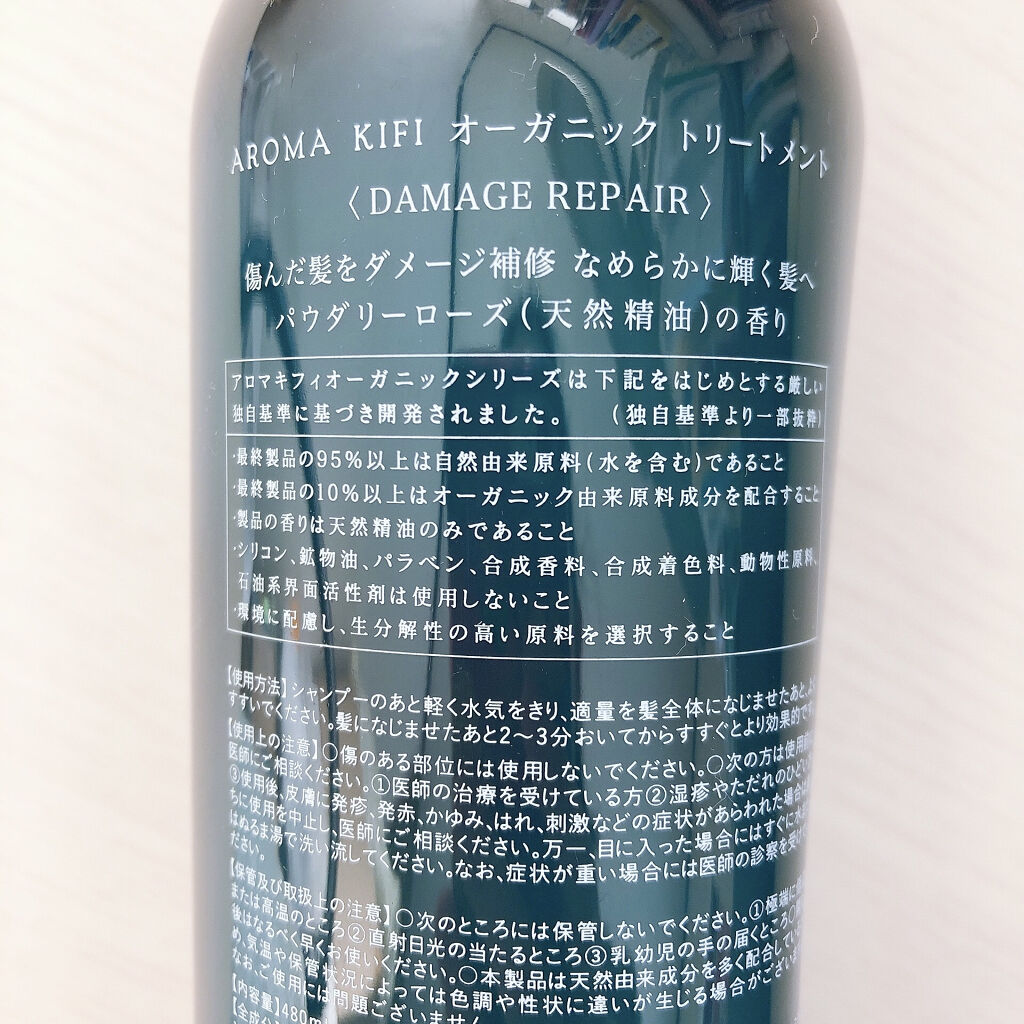 AROMA KIFI オーガニック トリートメント
〈DAMAGE REPAIR〉
傷んだ髪をダメージ補修 なめらかに輝く髪へ
パウダリーローズ(天然精油)の香り
アロマキフィオーガニックシリーズは下記をはじめとする厳しい
独自基準に基づき開発されました。 (独自基準より一部抜粋)
・最終製品の95%以上は自然由来原料(水を含む)であること
・最終製品の10%以上はオーガニック由来原料成分を配合すること
・製品の香りは天然精油のみであること
・シリコン、鉱物油、パラベン、合成香料、合成着色料、動物性原料、
石油系界面活性剤は使用しないこと
・環境に配慮し、生分解性の高い原料を選択すること
【使用方法】シャンプーのあと軽く水気をきり、適量を髪全体になじませたあと、よく
すすいでください。髪になじませたあと2〜3分おいてからすすぐとより効果的です。
【使用上の注意】○傷のある部位には使用しないでください。○次の方は使用前
医師にご相談ください。①医師の治療を受けている方②湿疹やただれのひどい
③使用後、皮膚に発疹、発赤、かゆみ、はれ、刺激などの症状があらわれた場合は
ちに使用を中止し、医師にご相談ください。万一、目に入った場合にはすぐに水
はぬるま湯で洗い流してください。なお、症状が重い場合には医師の診察を受け
ださい。
【保管及び取扱上の注意】○次のところには保管しないでください。①極端に
または高温のところ②直射日光の当たるところ③乳幼児の手の届くところ○
後はなるべく早くお使いください。○本製品は天然由来成分を多く配合してい
め、気温や保管状況によっては色調や性状に違いが生じる場合がござい
なお、ご使用には問題ございません。
【内容量】480m
【全成分